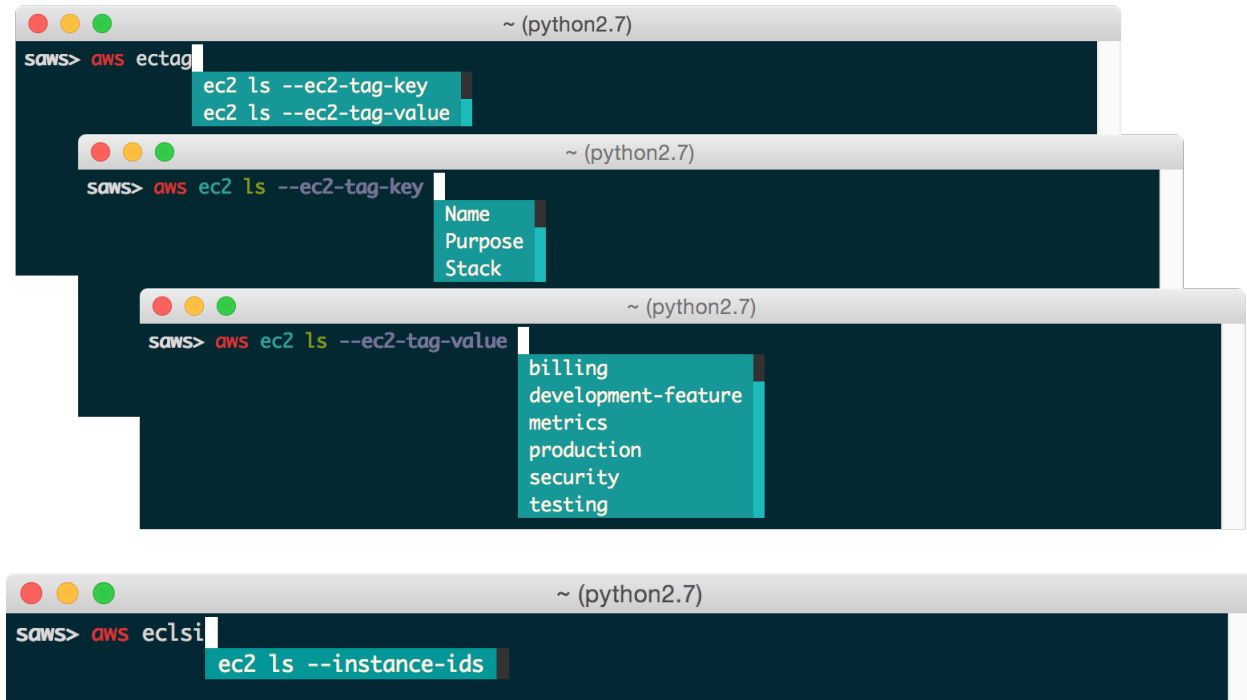 ~ (python2.7)
saws> aws ectag
ec2 ls --ec2-tag-key
ec2 ls --ec2-tag-value
~ (python2.7)
saws> aws ec2 ls --ec2-tag-key
Name
Purpose
Stack
~ (python2.7)
saws> aws ec2 ls --ec2-tag-value
billing
development-feature
metrics
production
security
testing
~ (python2.7)
saws> aws eclsi
ec2 ls --instance-ids